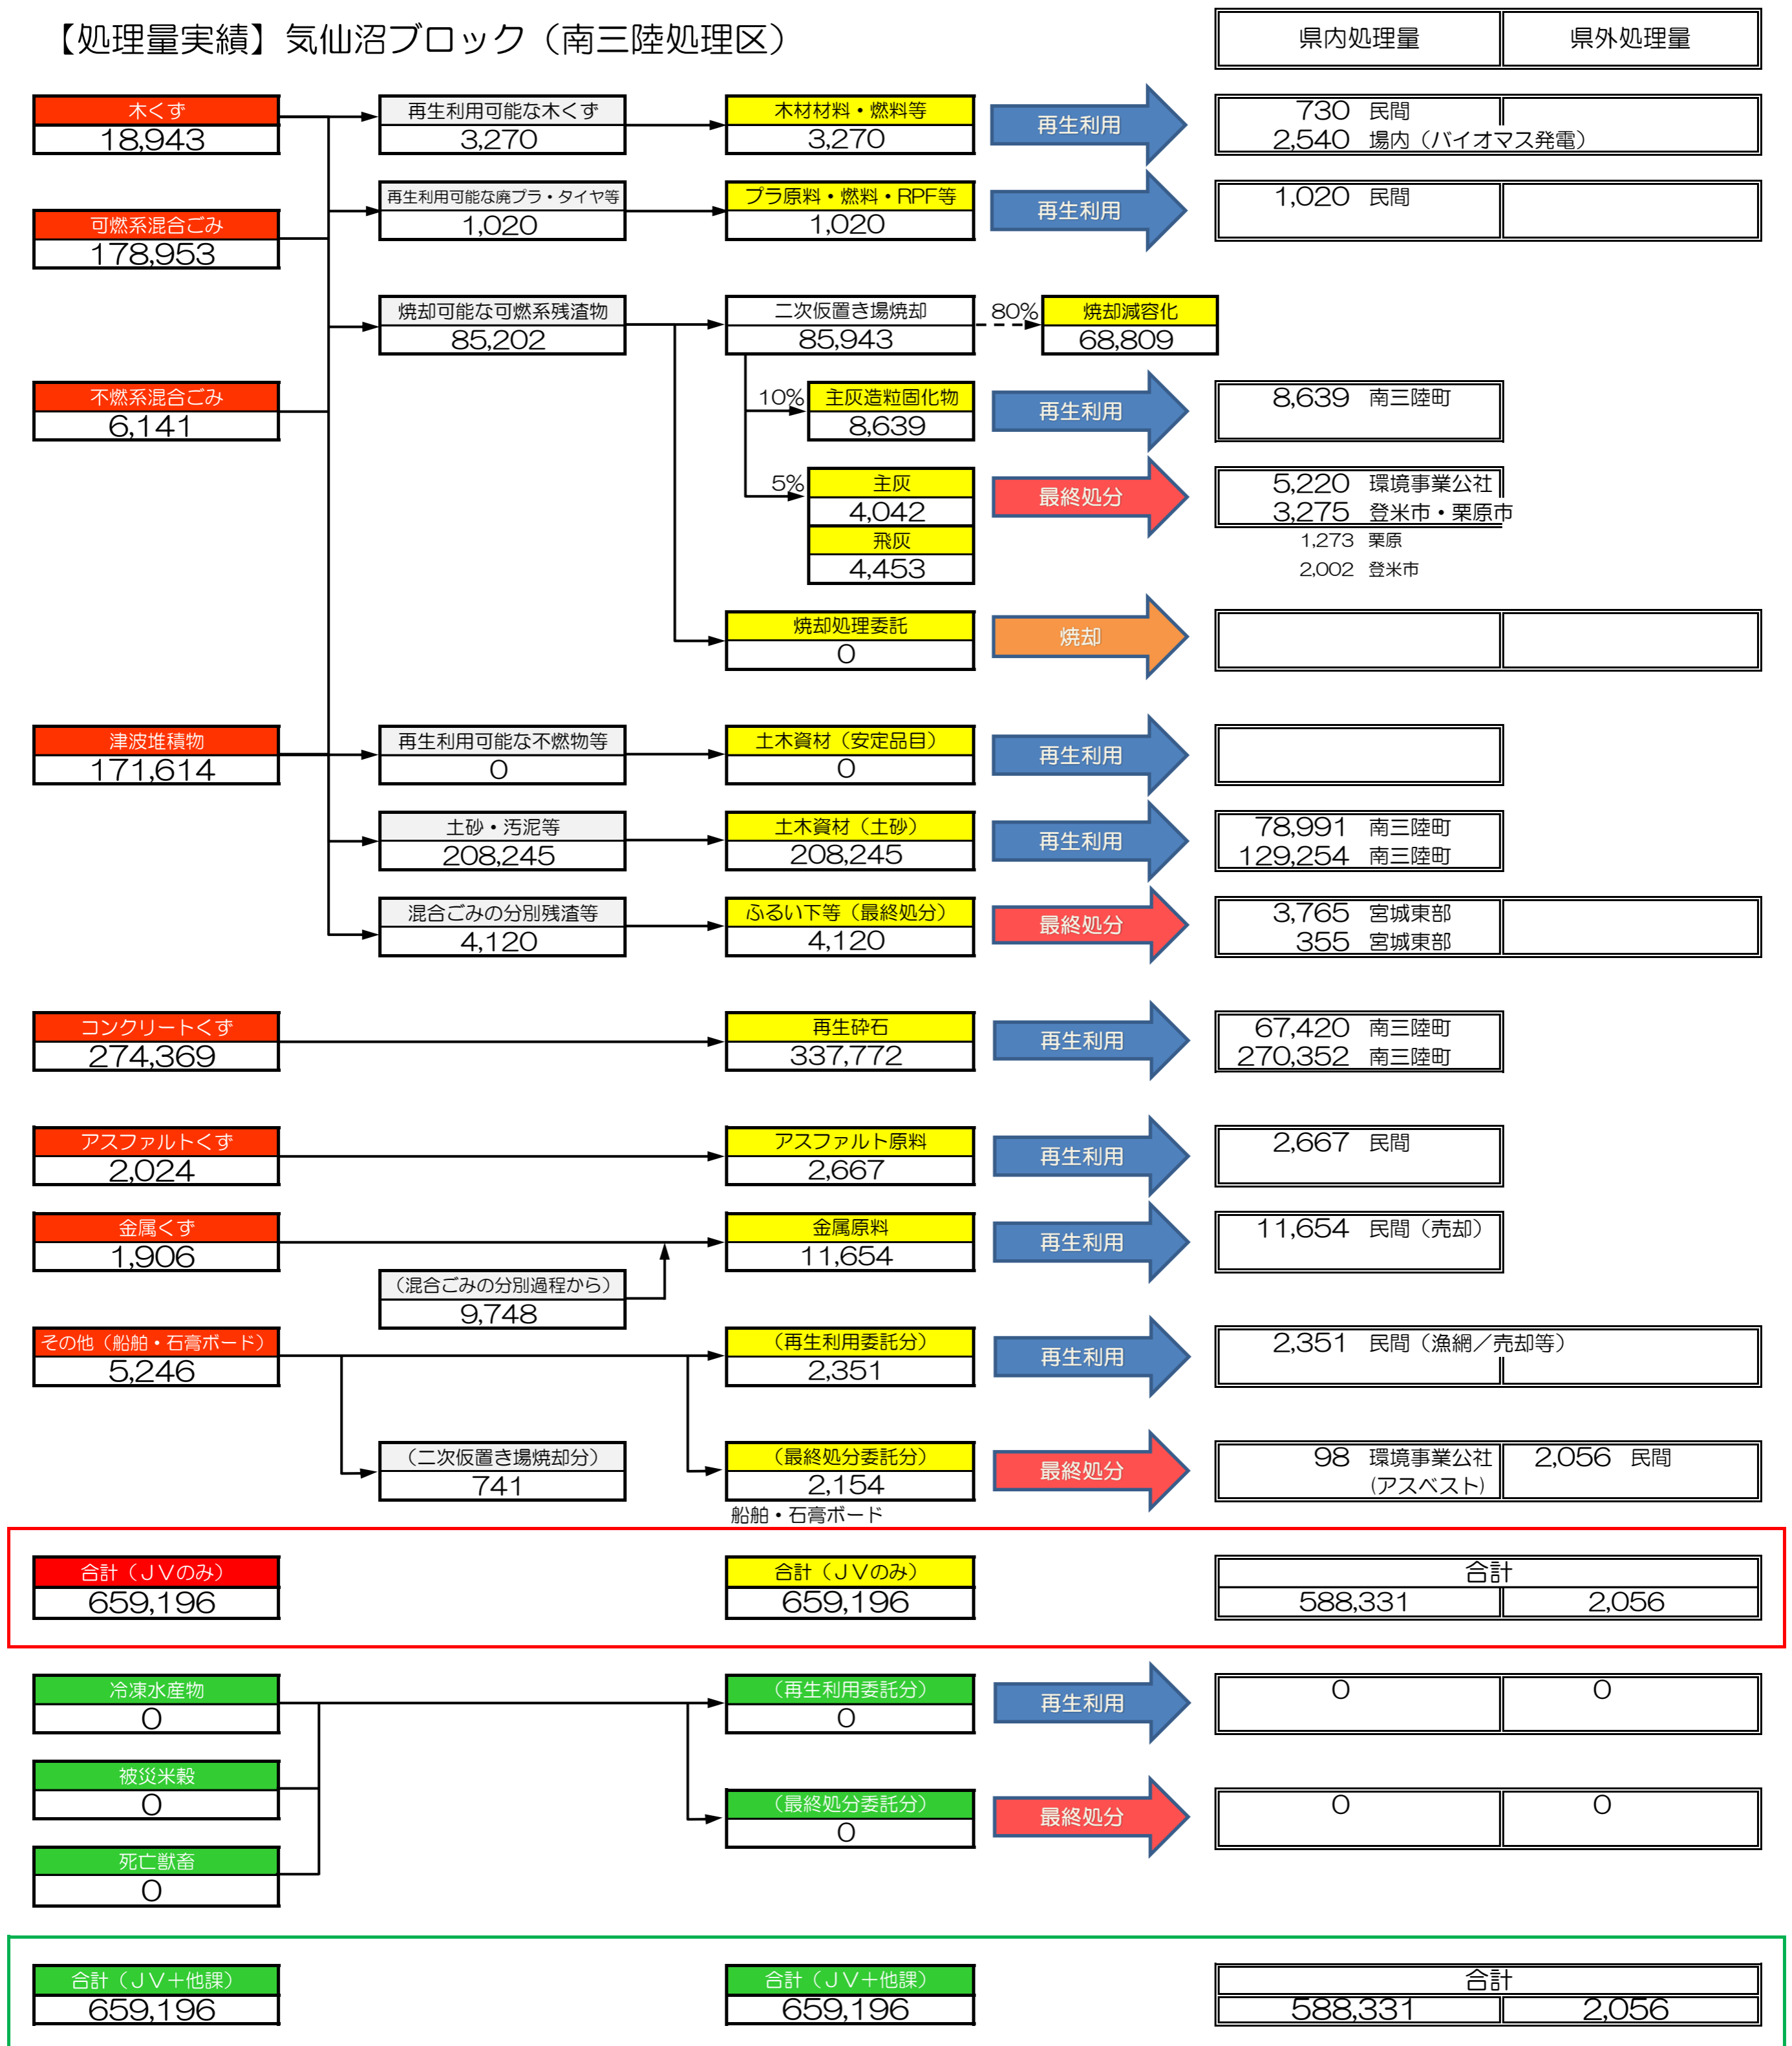 【処理量実績】気仙沼ブロック（南三陸処理区）
県内処理量 県外処理量
木くず 再生利用可能な木くず 木材材料・燃料等 再生利用 730 民間
18,943 3,270 3,270 2,540 場内（バイオマス発電）
再生利用可能な廃プラ・タイヤ等 プラ原料・燃料・RPF等 再生利用 1,020 民間
可燃系混合ごみ 1,020 1,020
178,953
焼却可能な可燃系残渣物 二次仮置き場焼却 80% 焼却減容化
85,202 85,943 68,809
不燃系混合ごみ 10% 主灰造粒固化物 再生利用 8,639 南三陸町
6,141 8,639
5% 主灰 最終処分 5,220 環境事業公社
4,042 3,275 登米市・栗原市
飛灰 1,273 栗原
4,453 2,002 登米市
焼却処理委託 焼却
0
津波堆積物 再生利用可能な不燃物等 土木資材（安定品目） 再生利用
171,614 0 0
土砂・汚泥等 土木資材（土砂） 再生利用 78,991 南三陸町
208,245 208,245 129,254 南三陸町
混合ごみの分別残渣等 ふるい下等（最終処分） 最終処分 3,765 宮城東部
4,120 4,120 355 宮城東部
コンクリートくず 再生砕石 再生利用 67,420 南三陸町
274,369 337,772 270,352 南三陸町
アスファルトくず アスファルト原料 再生利用 2,667 民間
2,024 2,667
金属くず 金属原料 再生利用 11,654 民間（売却）
1,906 11,654
（混合ごみの分別過程から）
9,748
その他（船舶・石膏ボード） （再生利用委託分） 再生利用 2,351 民間（漁網／売却等）
5,246 2,351
（二次仮置き場焼却分） （最終処分委託分） 最終処分 98 環境事業公社 2,056 民間
741 2,154 (アスベスト)
船舶・石膏ボード
合計（ＪＶのみ） 合計（ＪＶのみ） 合計
659,196 659,196 588,331 2,056
冷凍水産物 （再生利用委託分） 再生利用 0 0
0 0
被災米穀 （最終処分委託分） 最終処分 0 0
0 0
死亡獣畜
0
合計（ＪＶ＋他課） 合計（ＪＶ＋他課） 合計
659,196 659,196 588,331 2,056